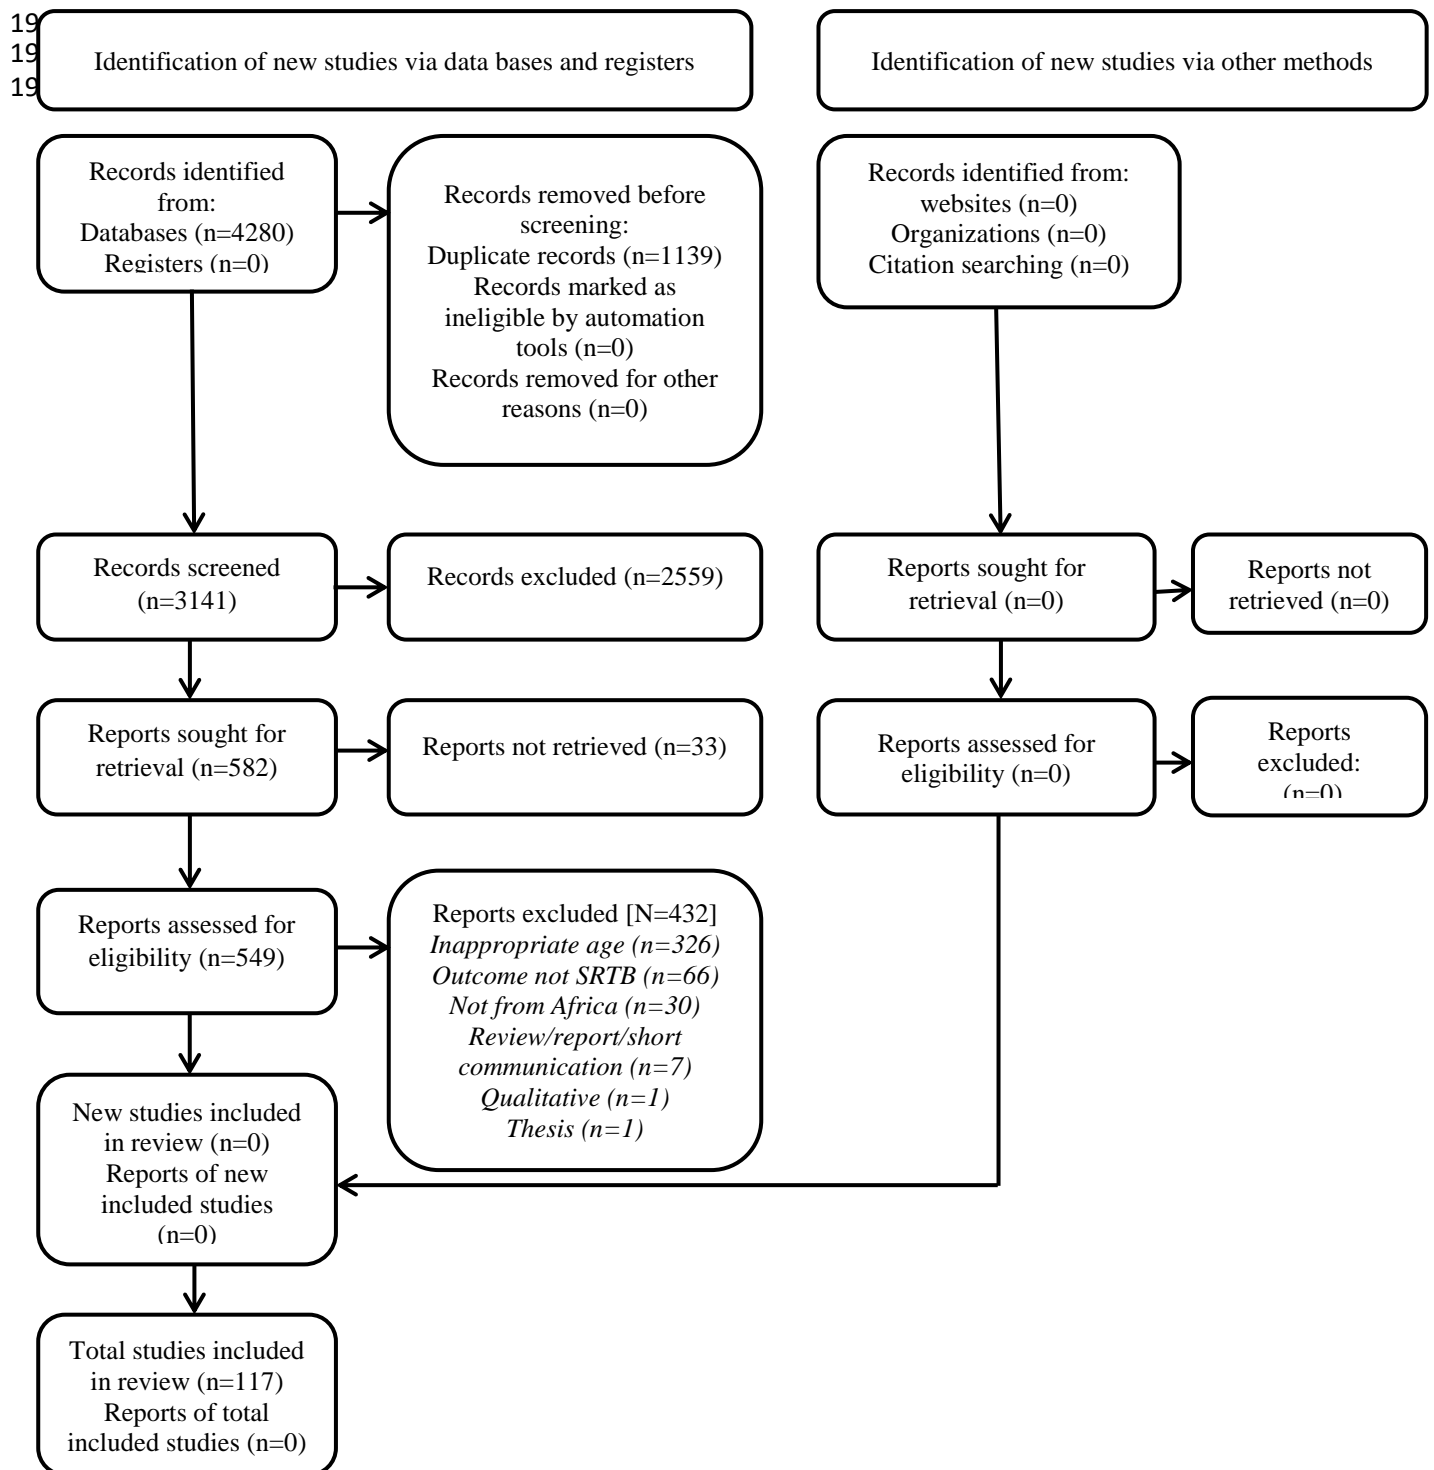 19
19
19
Identification of new studies via data bases and registers
Identification of new studies via other methods
Records identified
from:
Databases (n=4280)
Registers (n=0)
Records removed before
screening:
Duplicate records (n=1139)
Records marked as
ineligible by automation
tools (n=0)
Records removed for other
reasons (n=0)
Records identified from:
websites (n=0)
Organizations (n=0)
Citation searching (n=0)
Records screened
(n=3141)
Records excluded (n=2559)
Reports sought for
retrieval (n=0)
Reports not
retrieved (n=0)
Reports sought for
retrieval (n=582)
Reports not retrieved (n=33)
Reports assessed for
eligibility (n=0)
Reports
excluded:
(n=0)
Reports assessed for
eligibility (n=549)
Reports excluded [N=432]
Inappropriate age (n=326)
Outcome not SRTB (n=66)
Not from Africa (n=30)
Review/report/short
communication (n=7)
Qualitative (n=1)
Thesis (n=1)
New studies included
in review (n=0)
Reports of new
included studies
(n=0)
Total studies included
in review (n=117)
Reports of total
included studies (n=0)